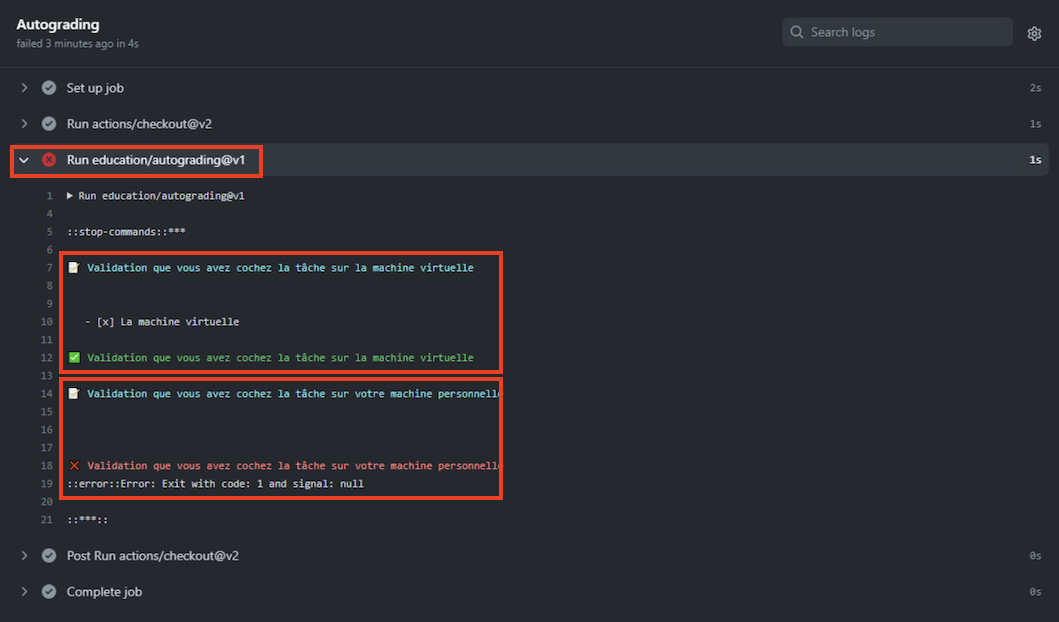 Autograding
failed 3 minutes ago in 4s
Search logs
Set up job 2s
Run actions/checkout@v2 1s
Run education/autograding@v1 1s
1 Run education/autograding@v1
4
5 ::stop-commands::***
6
7 Validation que vous avez cochez la tâche sur la machine virtuelle
8
9
10 - [x] La machine virtuelle
11
12 Validation que vous avez cochez la tâche sur la machine virtuelle
13
14 Validation que vous avez cochez la tâche sur votre machine personnelle
15
16
17
18 Validation que vous avez cochez la tâche sur votre machine personnelle
19 ::error::Error: Exit with code: 1 and signal: null
20
21 ::***::
Post Run actions/checkout@v2 0s
Complete job 0s